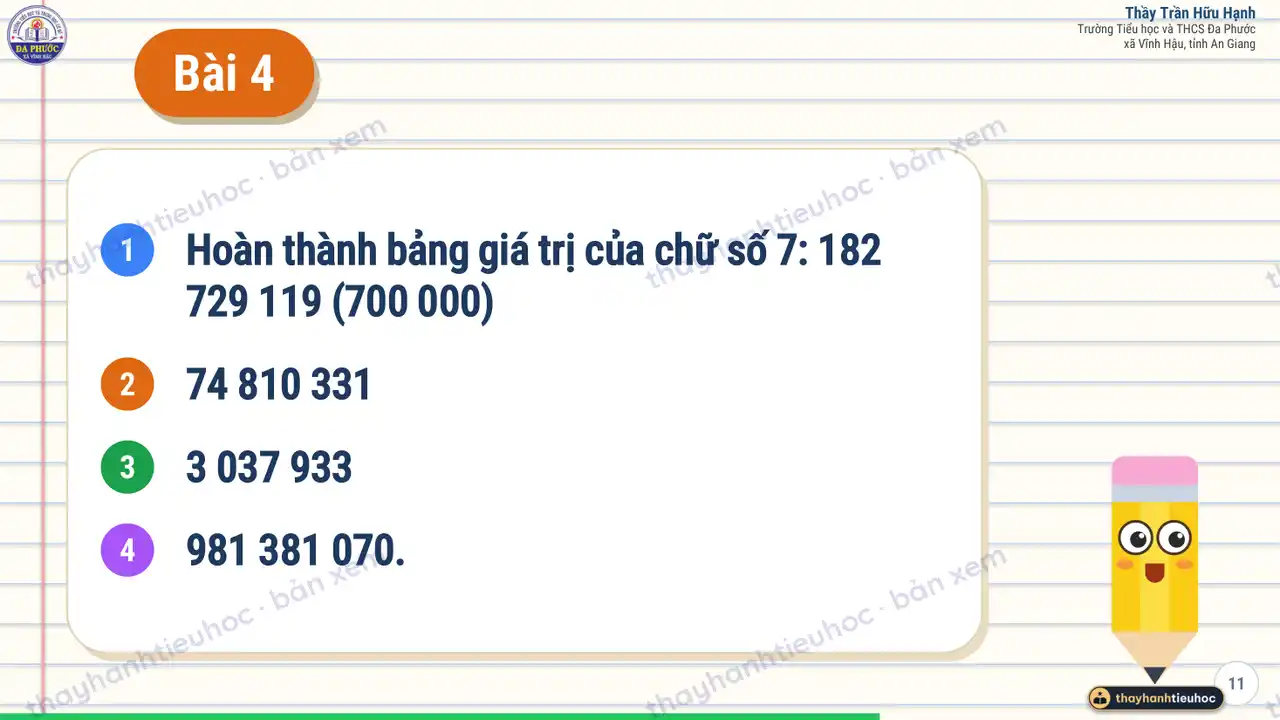 Thầy Trần Hữu Hạnh
Trường Tiểu học và THCS Đa Phước
xã Vĩnh Hậu, tỉnh An Giang
ĐA PHƯỚC
XÃ VĨNH HẬU
Bài 4
1 Hoàn thành bảng giá trị của chữ số 7: 182
729 119 (700 000)
2 74 810 331
3 3 037 933
4 981 381 070.
thayhanhtieuhoc · bản xem
thayhanhtieuhoc · bản xem
thayhanhtieuhoc · bản xem
thayhanhtieuhoc · bản xem
thayhanhtieuhoc
11